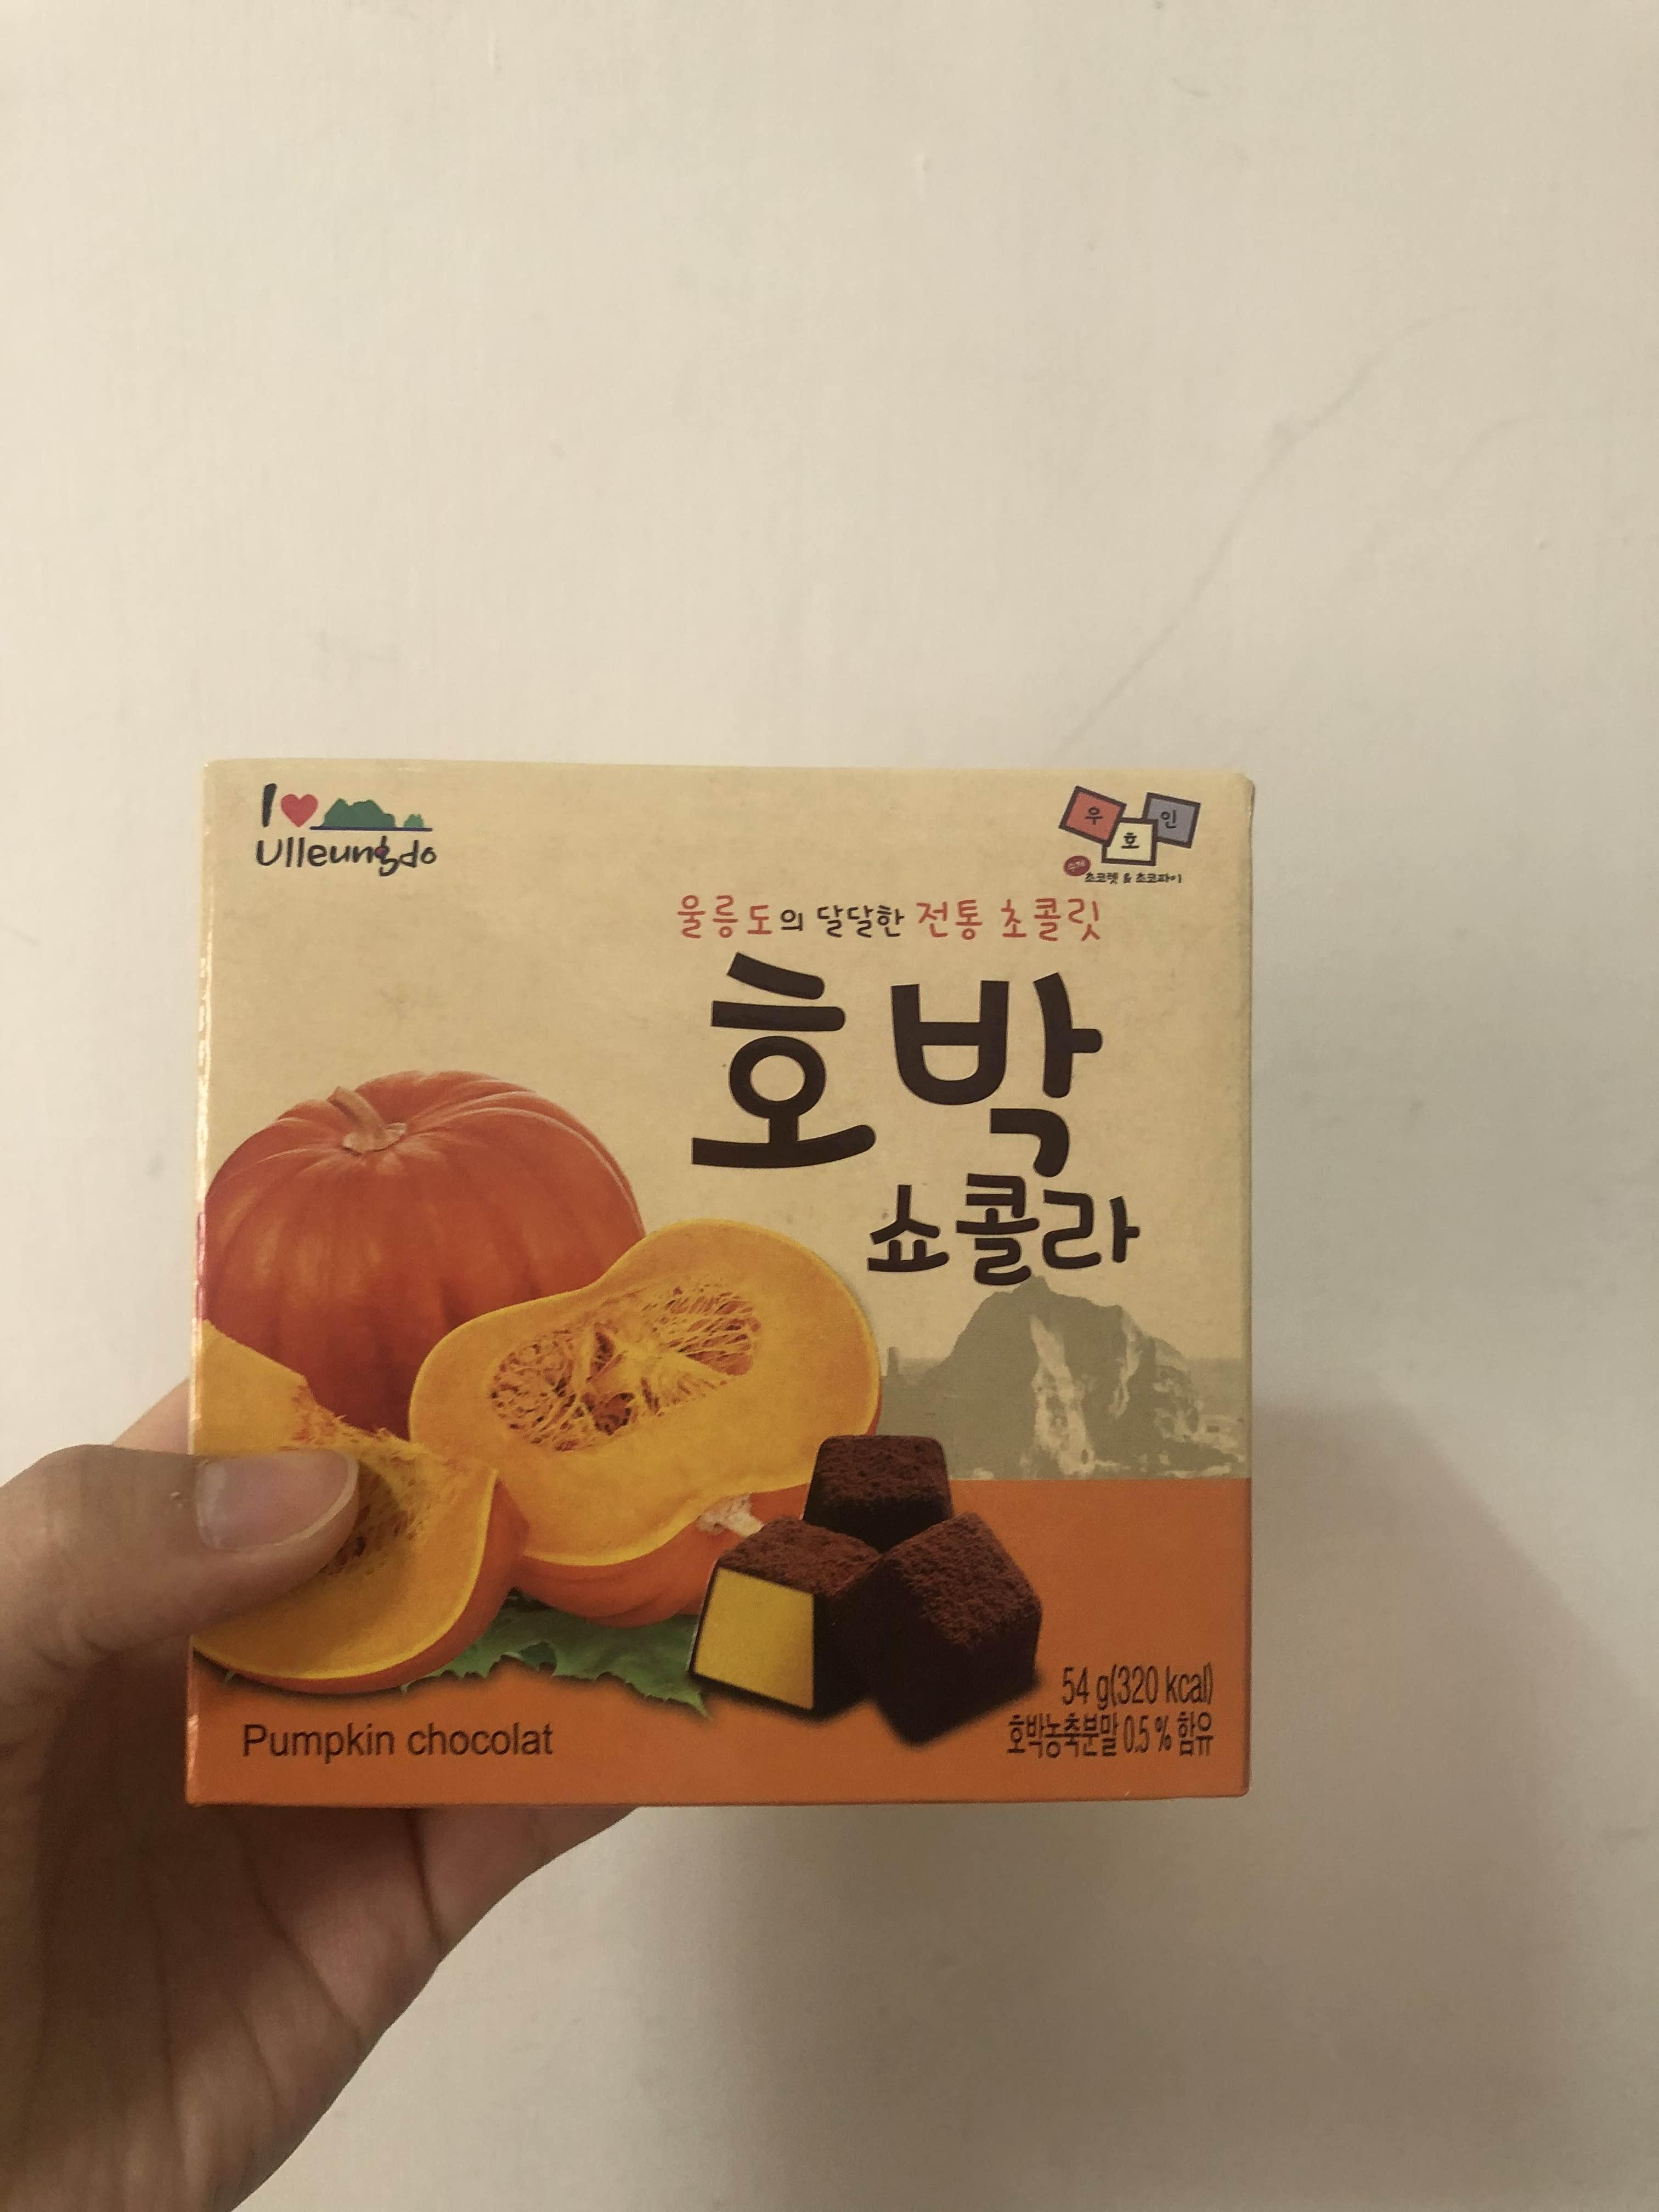 I
Ulleungdo
우 호 인
수제
초코렛 & 초코파이
울릉도의 달달한 전통 초콜릿
호박
쇼콜라
54 g(320 kcal)
호박농축분말 0.5 % 함유
Pumpkin chocolat